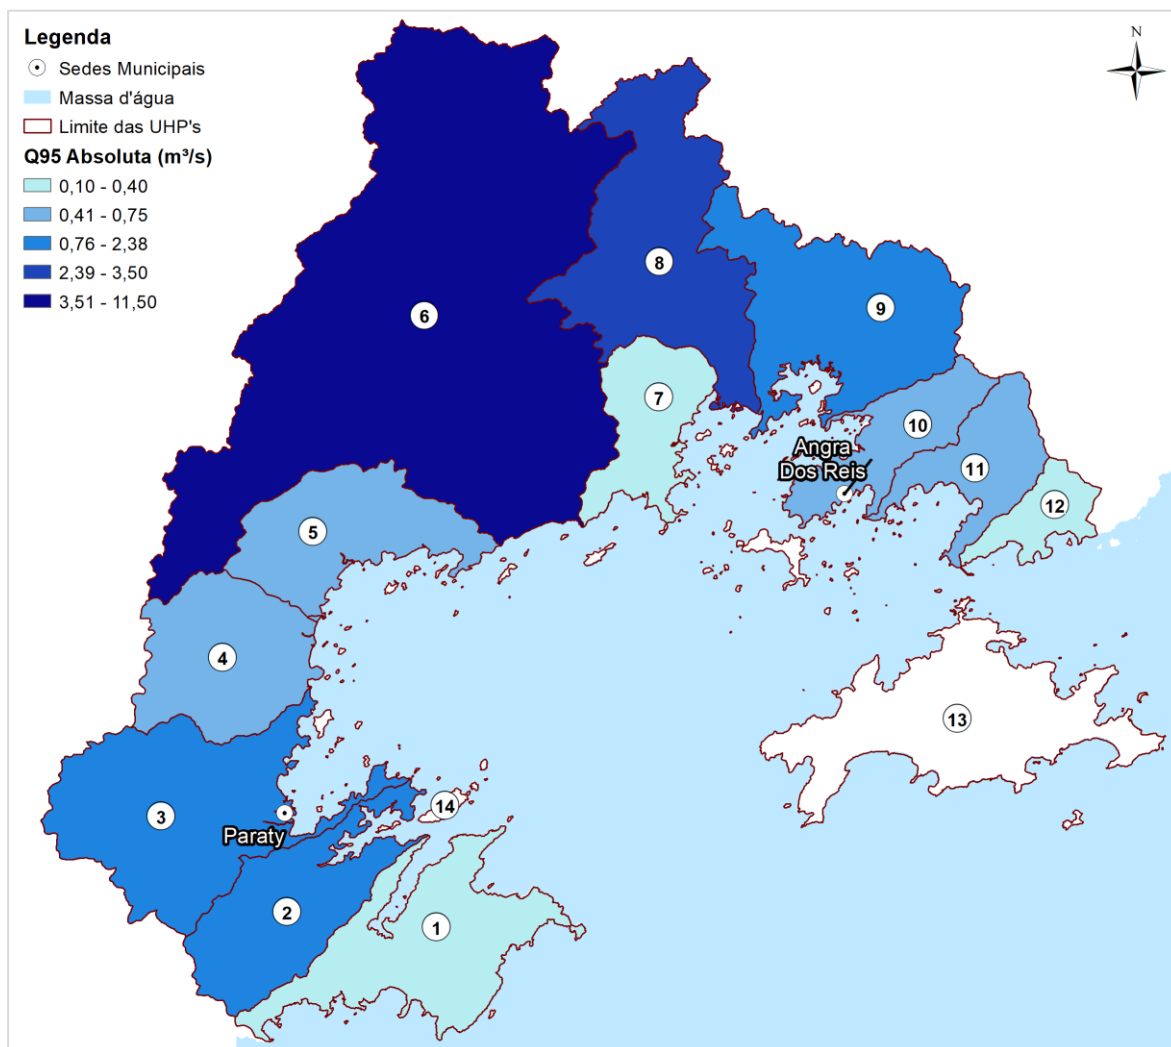 Legenda
Sedes Municipais
Massa d'água
Limite das UHP's
Q95 Absoluta (m³/s)
0,10 - 0,40
0,41 - 0,75
0,76 - 2,38
2,39 - 3,50
3,51 - 11,50
N
8
9
6
7
10
Angra
Dos Reis
11
12
5
4
13
14
3
Paraty
2
1